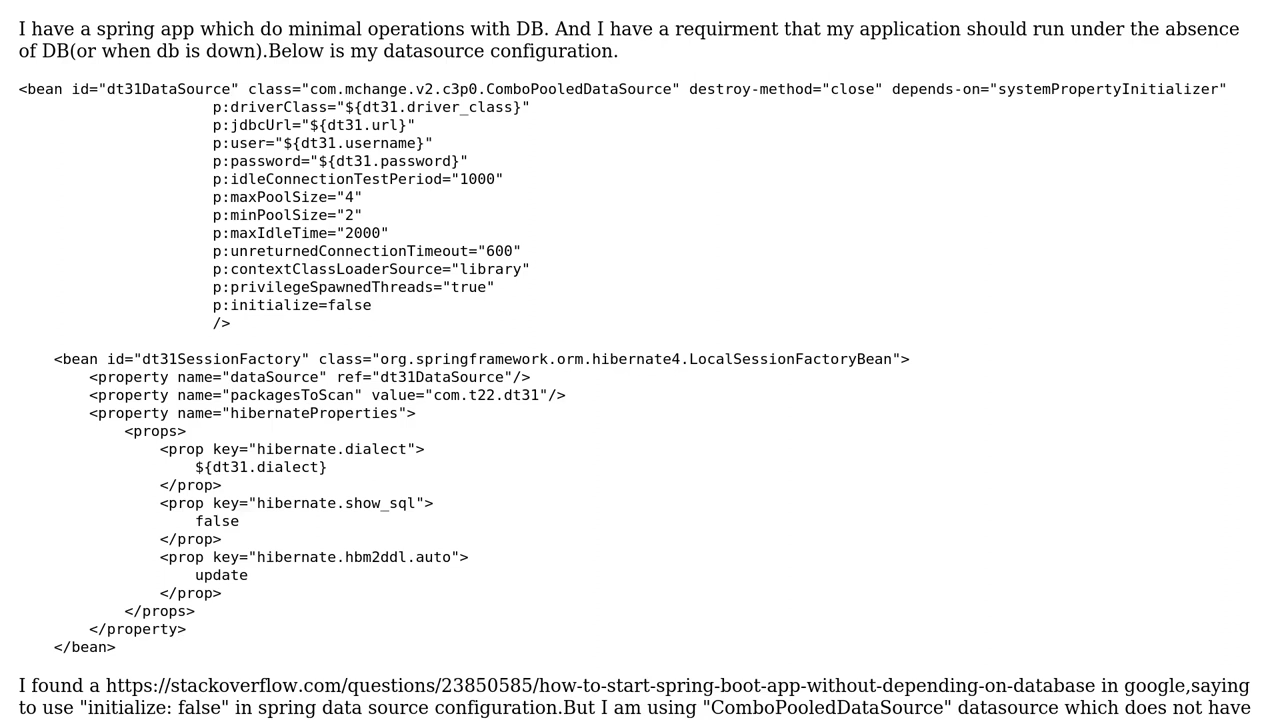 I have a spring app which do minimal operations with DB. And I have a requirment that my application should run under the absence
of DB(or when db is down).Below is my datasource configuration.
<bean id="dt31DataSource" class="com.mchange.v2.c3p0.ComboPooledDataSource" destroy-method="close" depends-on="systemPropertyInitializer"
p:driverClass="${dt31.driver_class}"
p:jdbcUrl="${dt31.url}"
p:user="${dt31.username}"
p:password="${dt31.password}"
p:idleConnectionTestPeriod="1000"
p:maxPoolSize="4"
p:minPoolSize="2"
p:maxIdleTime="2000"
p:unreturnedConnectionTimeout="600"
p:contextClassLoaderSource="library"
p:privilegeSpawnedThreads="true"
p:initialize=false
/>
<bean id="dt31SessionFactory" class="org.springframework.orm.hibernate4.LocalSessionFactoryBean">
<property name="dataSource" ref="dt31DataSource"/>
<property name="packagesToScan" value="com.t22.dt31"/>
<property name="hibernateProperties">
<props>
<prop key="hibernate.dialect">
${dt31.dialect}
</prop>
<prop key="hibernate.show_sql">
false
</prop>
<prop key="hibernate.hbm2ddl.auto">
update
</prop>
</props>
</property>
</bean>
I found a https://stackoverflow.com/questions/23850585/how-to-start-spring-boot-app-without-depending-on-database in google,saying
to use "initialize: false" in spring data source configuration.But I am using "ComboPooledDataSource" datasource which does not have